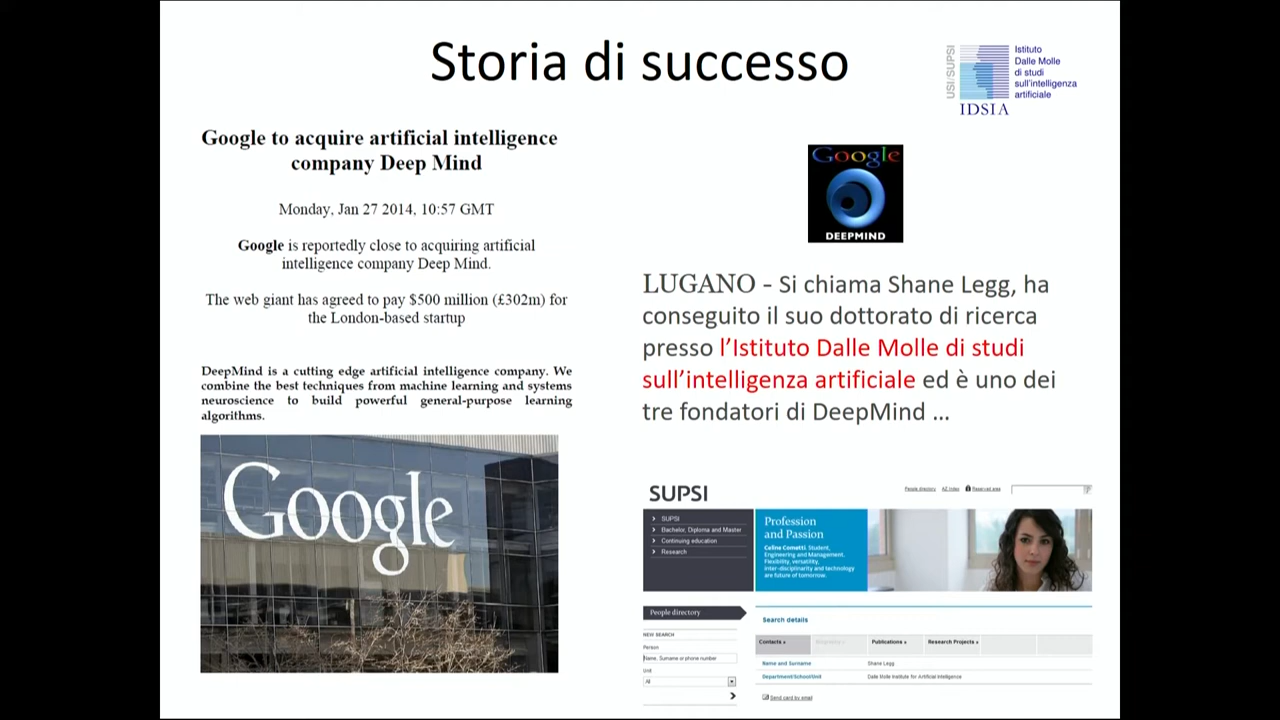 Storia di successo
USI/SUPSI
Istituto
Dalle Molle
di studi
sull'intelligenza
artificiale
IDSIA
Google to acquire artificial intelligence
company Deep Mind
Monday, Jan 27 2014, 10:57 GMT
Google is reportedly close to acquiring artificial
intelligence company Deep Mind.
The web giant has agreed to pay $500 million (£302m) for
the London-based startup
DeepMind is a cutting edge artificial intelligence company. We
combine the best techniques from machine learning and systems
neuroscience to build powerful general-purpose learning
algorithms.
Google
Google
DEEPMIND
LUGANO - Si chiama Shane Legg, ha
conseguito il suo dottorato di ricerca
presso l'Istituto Dalle Molle di studi
sull'intelligenza artificiale ed è uno dei
tre fondatori di DeepMind ...
SUPSI
People directory
AZ Index
Reserved area
SUPSI
Bachelor, Diploma and Master
Continuing education
Research
Profession
and Passion
Celine Cometti. Student,
Engineering and Management.
Flexibility, versatility,
inter-disciplinarity and technology
are future of tomorrow.
People directory
NEW SEARCH
Person
Name, Surname or phone number
Unit
All
Search details
Contacts
Publications
Research Projects
Name and Surname
Shane Legg
Department/School/Unit
Dalle Molle Institute for Artificial Intelligence
Send card by email